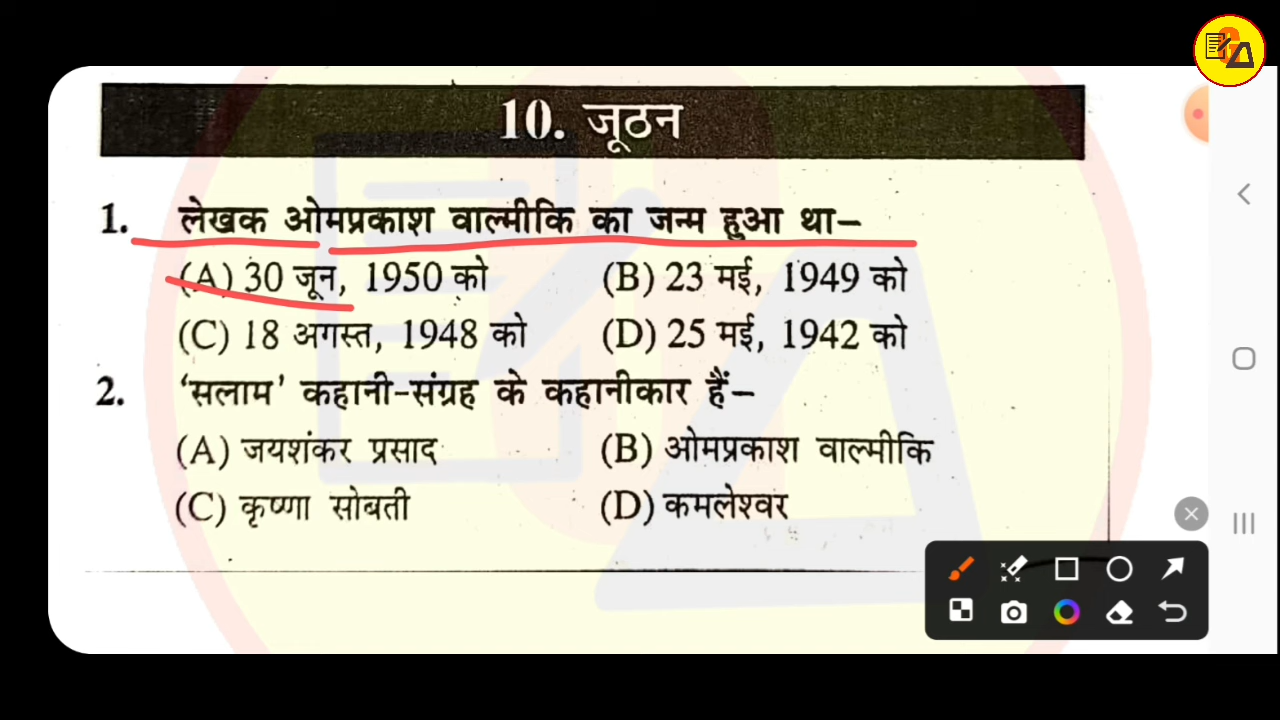 10. जूठन
1. लेखक ओमप्रकाश वाल्मीकि का जन्म हुआ था–
(A) 30 जून, 1950 को (B) 23 मई, 1949 को
(C) 18 अगस्त, 1948 को (D) 25 मई, 1942 को
2. 'सलाम' कहानी-संग्रह के कहानीकार हैं–
(A) जयशंकर प्रसाद (B) ओमप्रकाश वाल्मीकि
(C) कृष्णा सोबती (D) कमलेश्वर